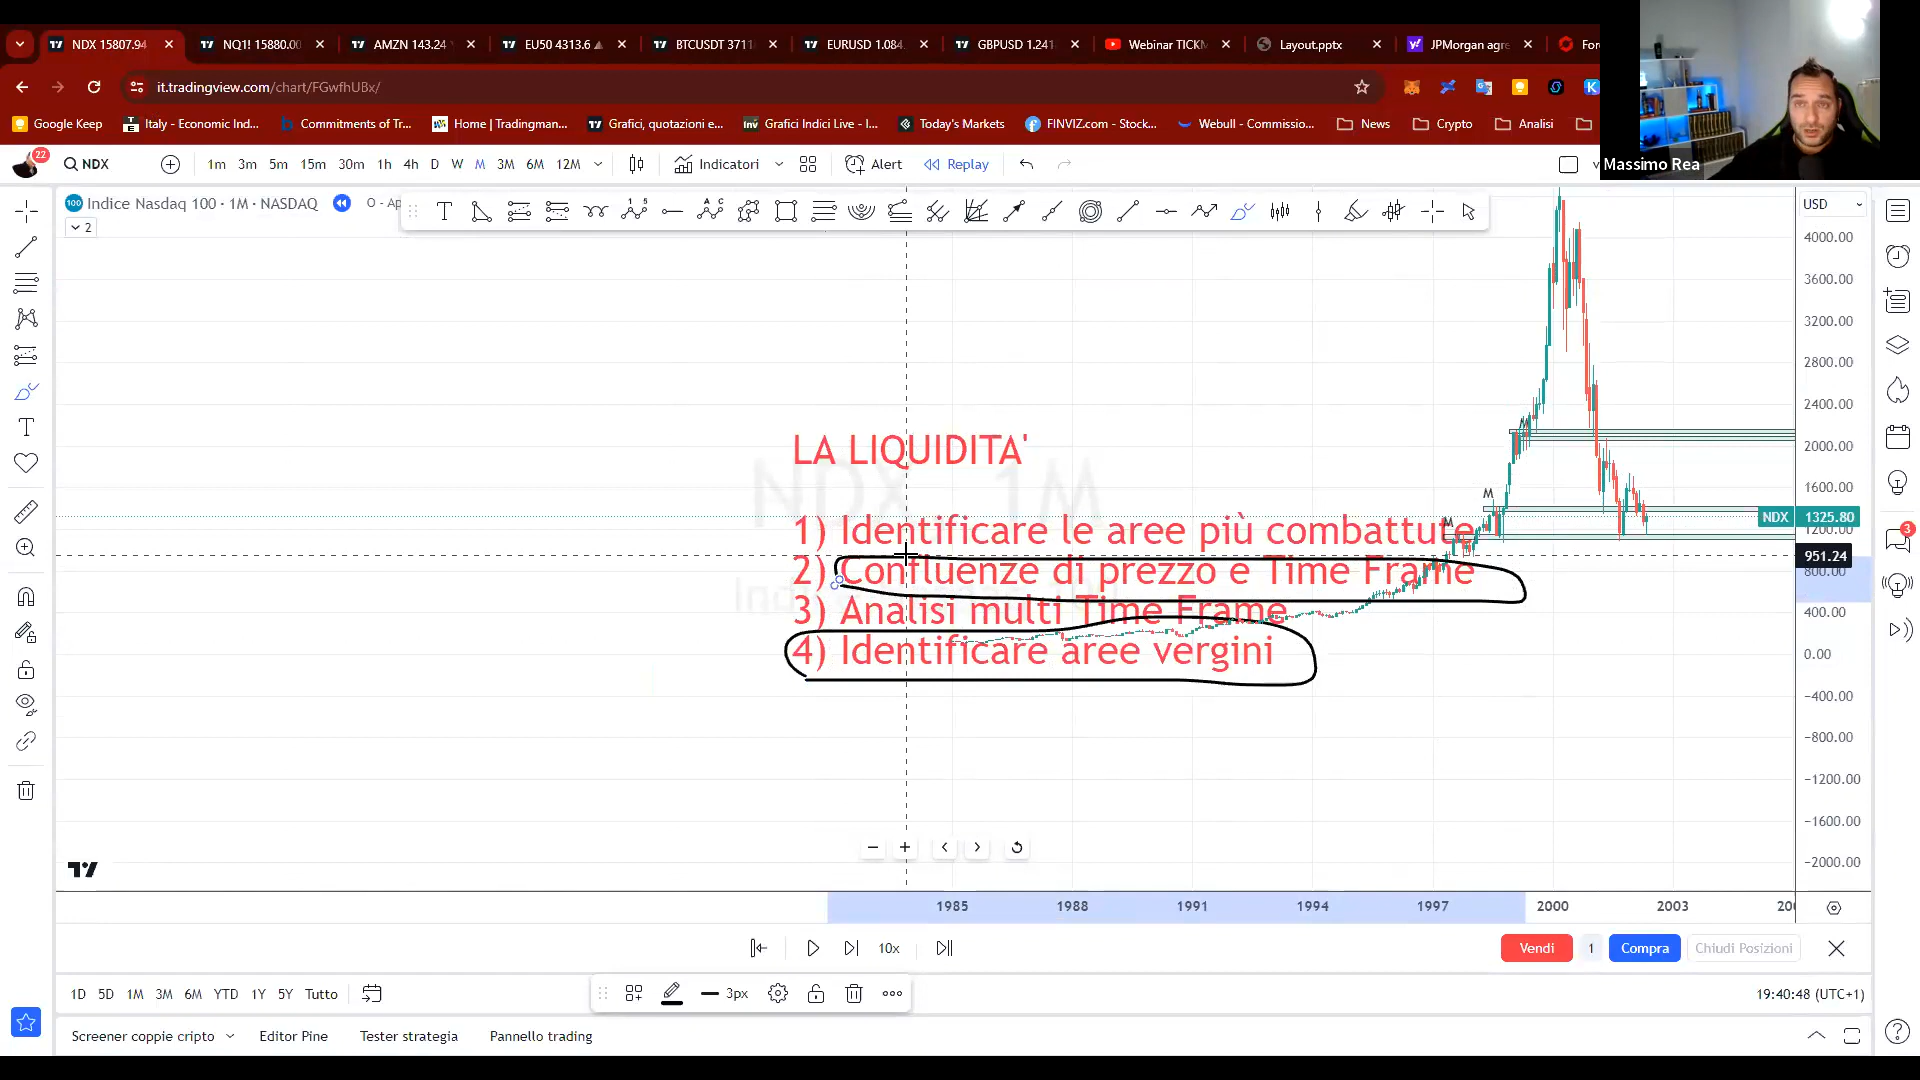 NDX 15807.94
NQ1! 15880.00
AMZN 143.24
EU50 4313.6
BTCUSDT 3711
EURUSD 1.084
GBPUSD 1.241
Webinar TICKM
Layout.pptx
JPMorgan agre
it.tradingview.com/chart/FGwfhUBx/
Google Keep
Italy - Economic Ind...
Commitments of Tr...
Home | Tradingman...
Grafici, quotazioni e...
Grafici Indici Live - I...
Today's Markets
FINVIZ.com - Stock...
Webull - Commissio...
News
Crypto
Analisi
Massimo Rea
22
NDX
1m 3m 5m 15m 30m 1h 4h D W M 3M 6M 12M
Indicatori
Alert
Replay
Indice Nasdaq 100 · 1M · NASDAQ
2
USD
4000.00
3600.00
3200.00
2800.00
2400.00
2000.00
1600.00
NDX 1325.80
1200.00
951.24
800.00
400.00
0.00
−400.00
−800.00
−1200.00
−1600.00
−2000.00
M
M
M
NDX 1M
LA LIQUIDITA'
1) Identificare le aree più combattute
2) Confluenze di prezzo e Time Frame
3) Analisi multi Time Frame
4) Identificare aree vergini
1985 1988 1991 1994 1997 2000 2003
10x
Vendi 1 Compra Chiudi Posizioni
1D 5D 1M 3M 6M YTD 1Y 5Y Tutto
3px
19:40:48 (UTC+1)
Screener coppie cripto
Editor Pine
Tester strategia
Pannello trading
3